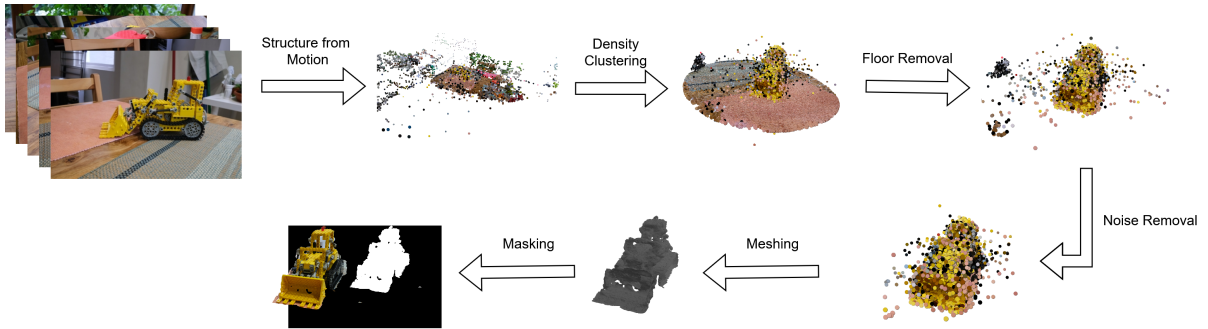 Structure from
Motion
Density
Clustering
Floor Removal
Noise Removal
Meshing
Masking